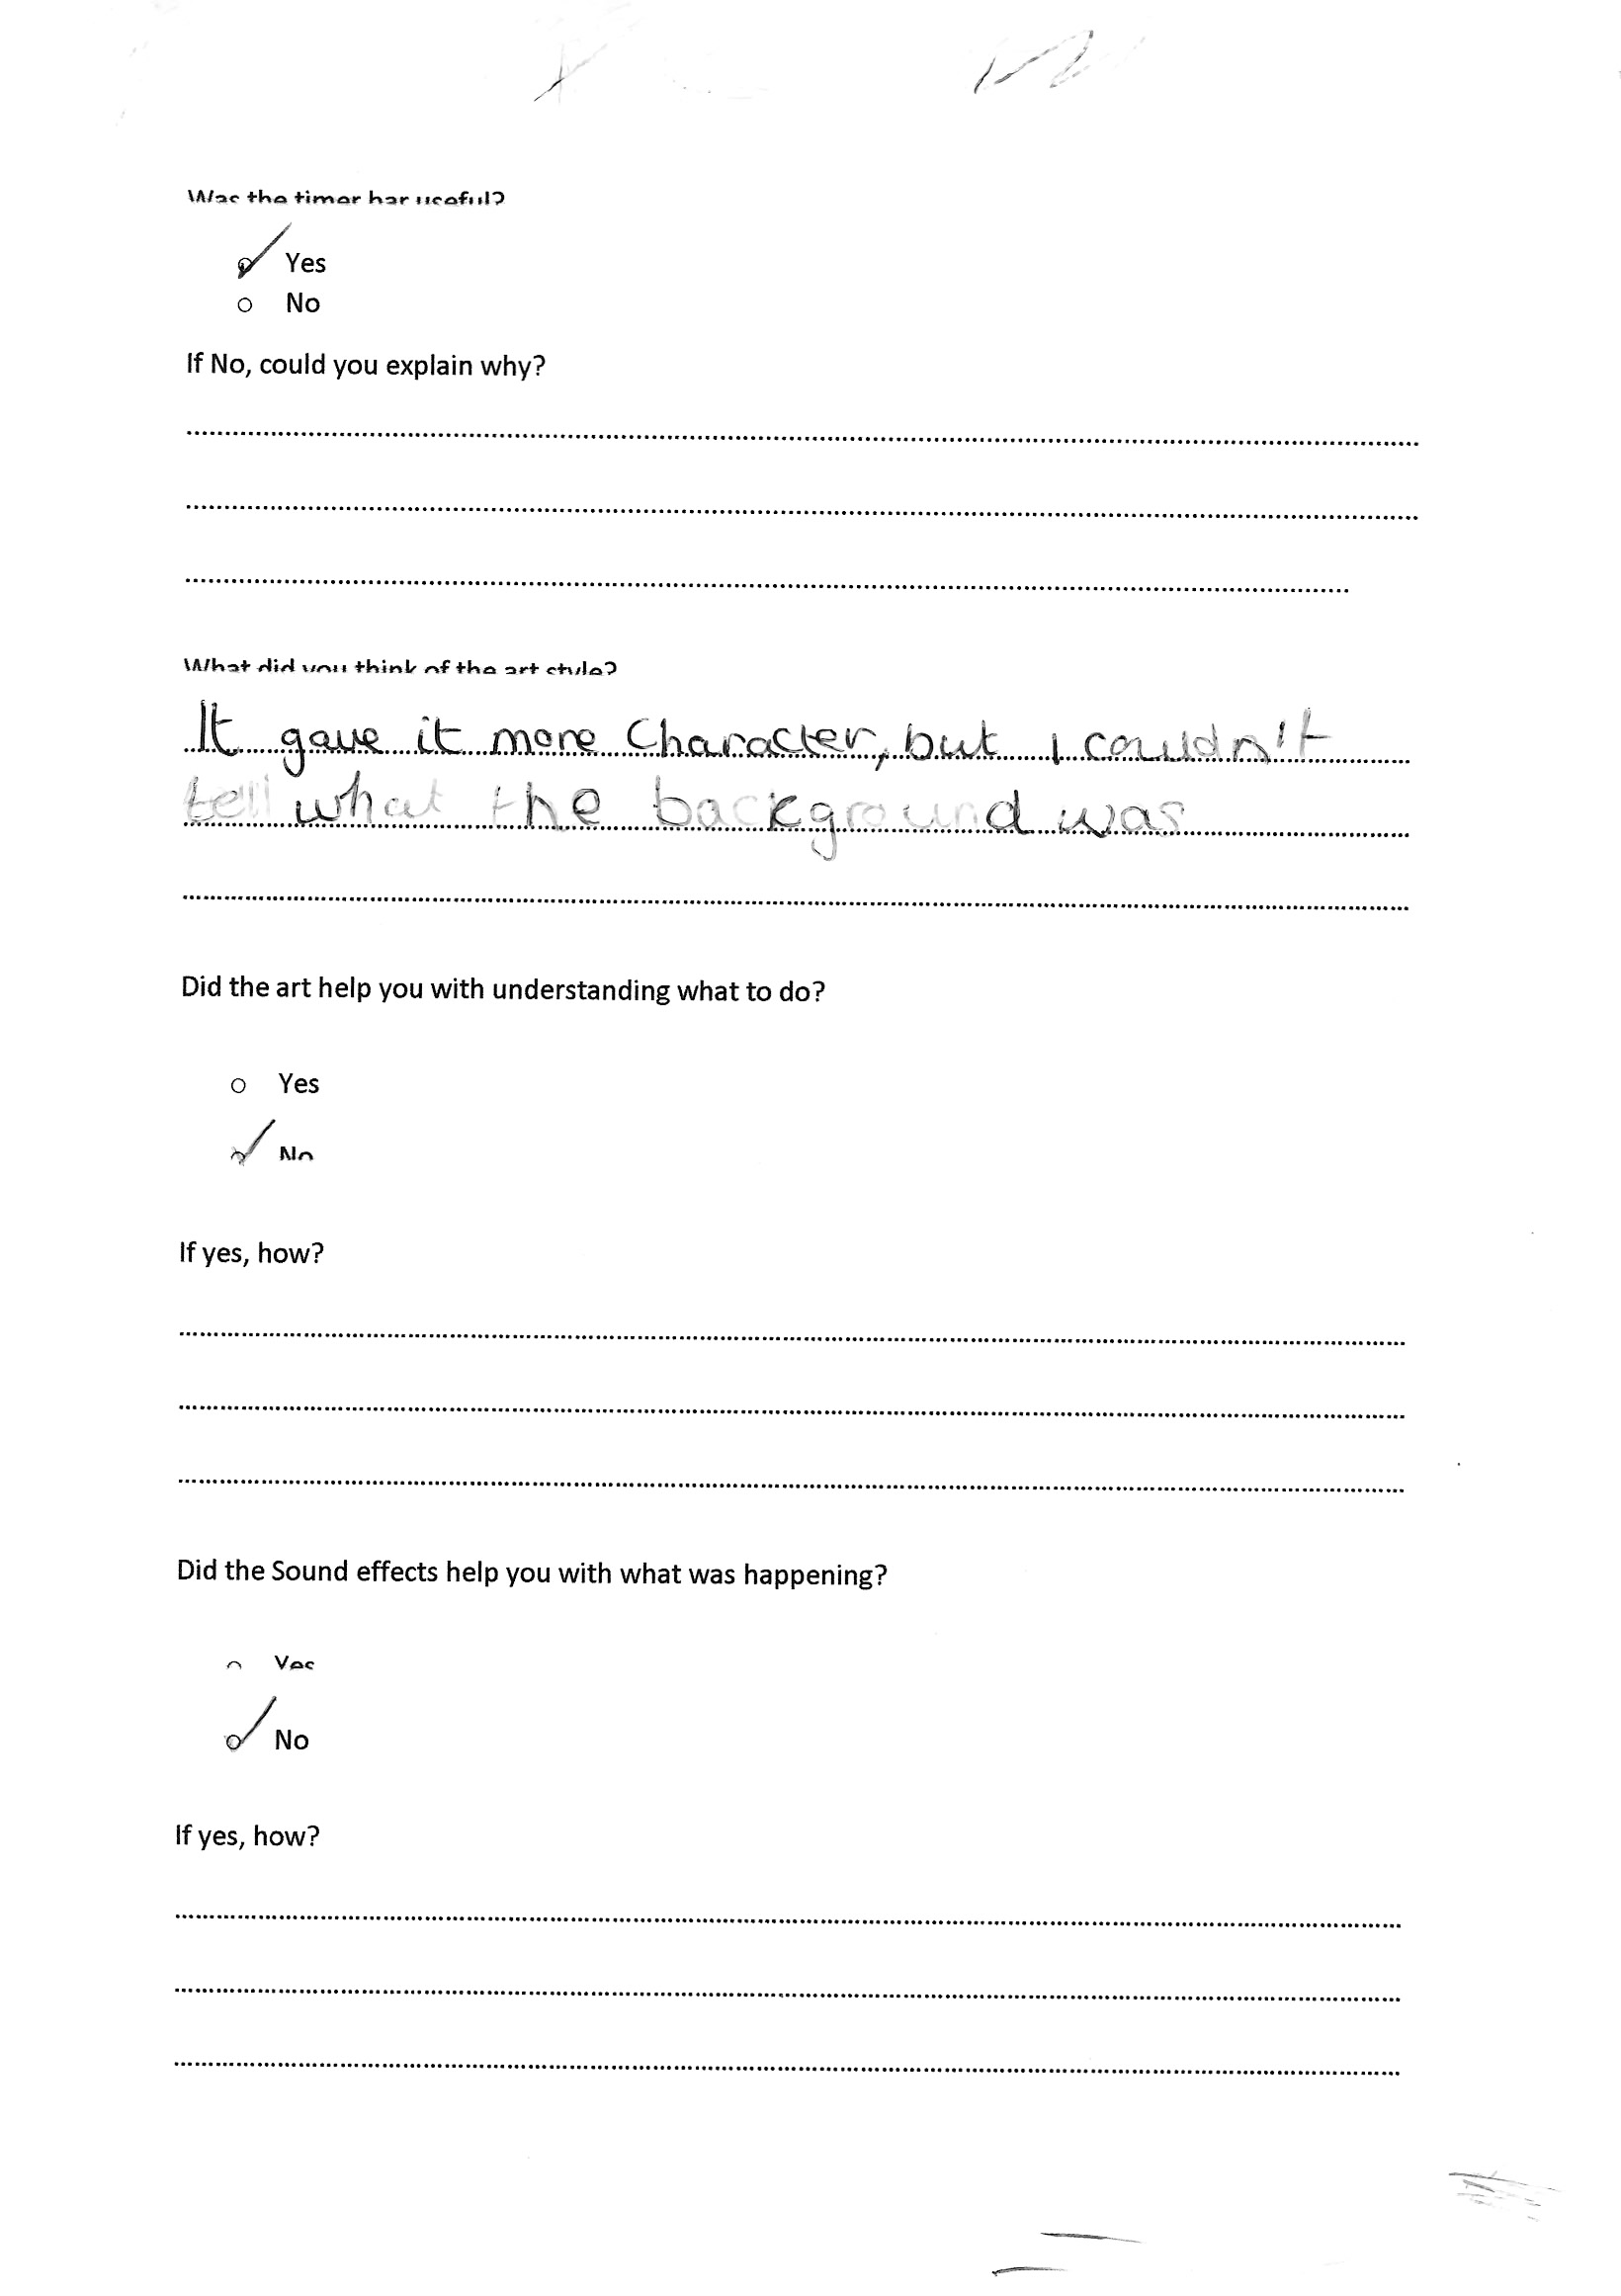 Was the timer bar useful?
Yes
No
If No, could you explain why?
What did you think of the art style?
It gave it more Character, but I couldn't
tell what the background was
Did the art help you with understanding what to do?
Yes
No
If yes, how?
Did the Sound effects help you with what was happening?
Yes
No
If yes, how?